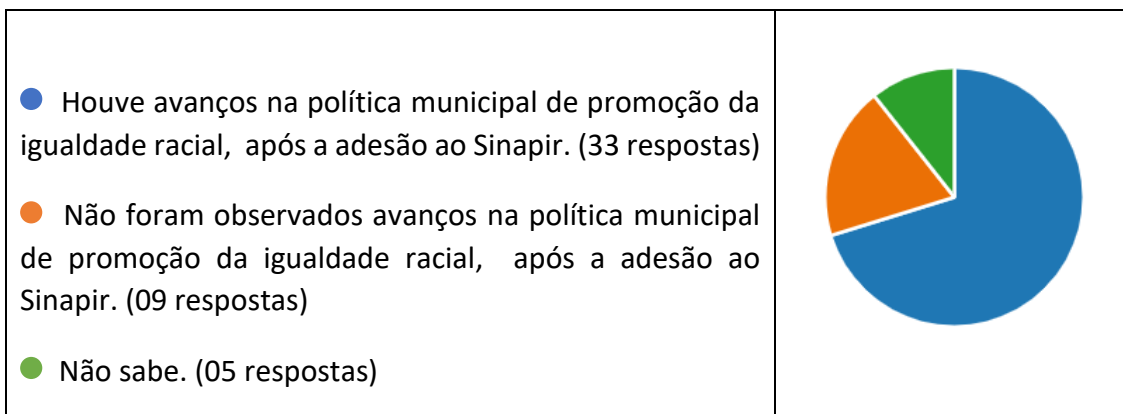 Houve avanços na política municipal de promoção da
igualdade racial, após a adesão ao Sinapir. (33 respostas)
Não foram observados avanços na política municipal
de promoção da igualdade racial, após a adesão ao
Sinapir. (09 respostas)
Não sabe. (05 respostas)